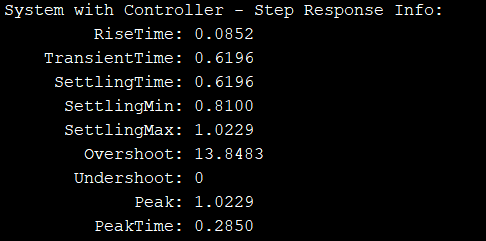 System with Controller - Step Response Info:
RiseTime: 0.0852
TransientTime: 0.6196
SettlingTime: 0.6196
SettlingMin: 0.8100
SettlingMax: 1.0229
Overshoot: 13.8483
Undershoot: 0
Peak: 1.0229
PeakTime: 0.2850